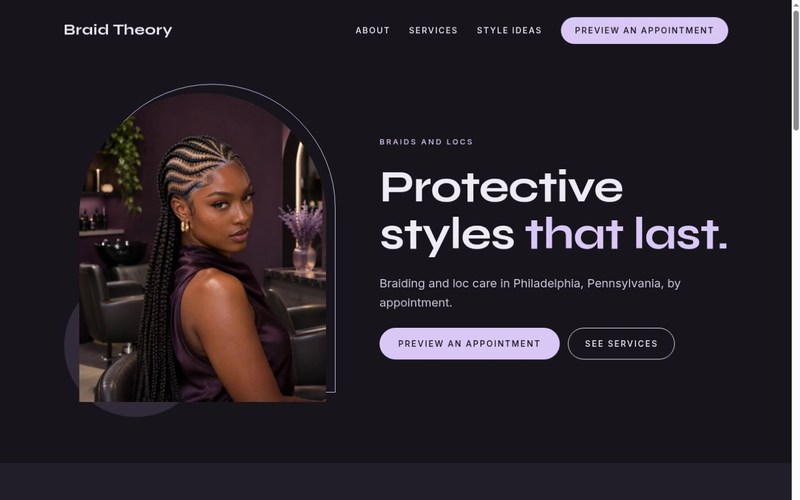 Braid Theory
ABOUT
SERVICES
STYLE IDEAS
PREVIEW AN APPOINTMENT
BRAIDS AND LOCS
Protective
styles that last.
Braiding and loc care in Philadelphia, Pennsylvania, by
appointment.
PREVIEW AN APPOINTMENT
SEE SERVICES